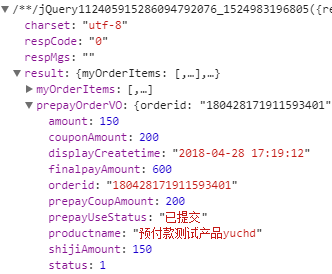 /**/jQuery112405915286094792076_1524983196805({re
charset: "utf-8"
respCode: "0"
respMgs: ""
result: {myOrderItems: [,…],…}
myOrderItems: [,…]
prepayOrderVO: {orderid: "180428171911593401"
amount: 150
couponAmount: 200
displayCreatetime: "2018-04-28 17:19:12"
finalpayAmount: 600
orderid: "180428171911593401"
prepayCoupAmount: 200
prepayUseStatus: "已提交"
productname: "预付款测试产品yuchd"
shijiAmount: 150
status: 1